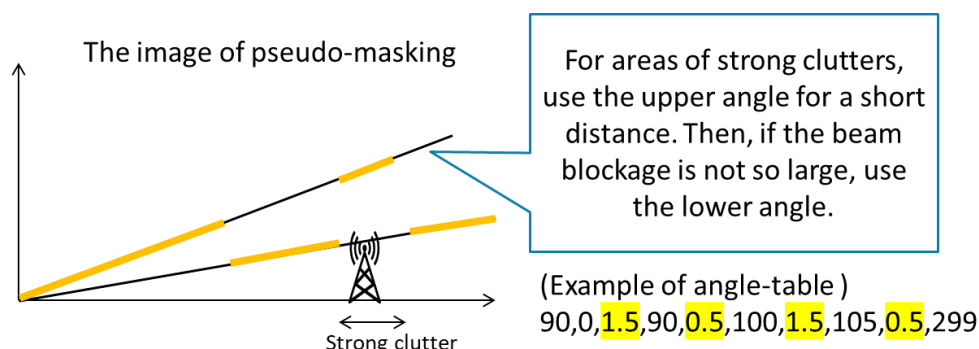 The image of pseudo-masking
For areas of strong clutters,
use the upper angle for a short
distance. Then, if the beam
blockage is not so large, use
the lower angle.
(Example of angle-table )
90,0,1.5,90,0.5,100,1.5,105,0.5,299
Strong clutter